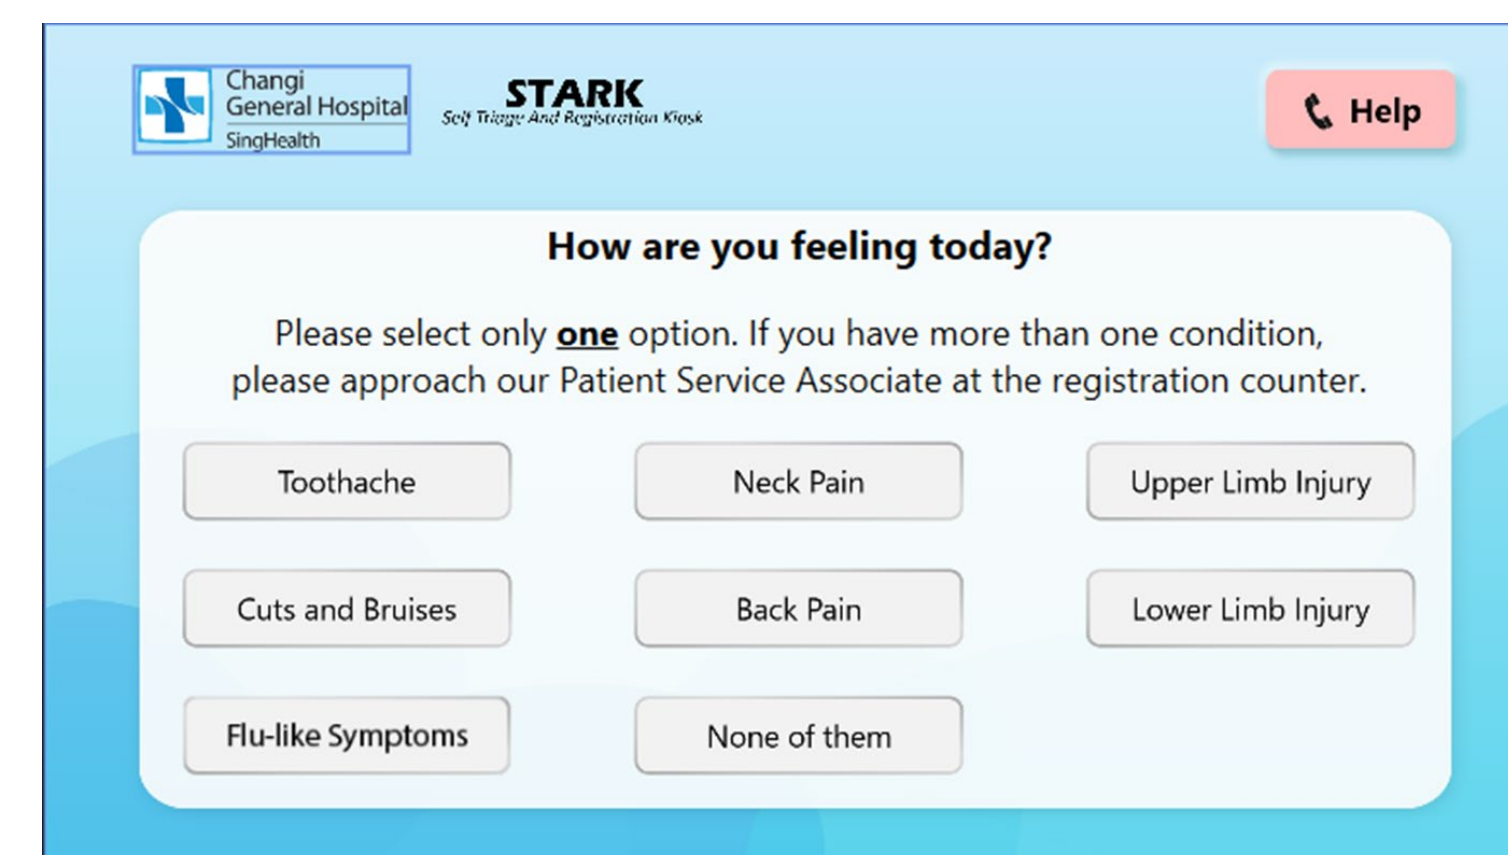 Changi
General Hospital
SingHealth
STARK
Self Triage And Registration Kiosk
Help
How are you feeling today?
Please select only one option. If you have more than one condition,
please approach our Patient Service Associate at the registration counter.
Toothache
Neck Pain
Upper Limb Injury
Cuts and Bruises
Back Pain
Lower Limb Injury
Flu-like Symptoms
None of them